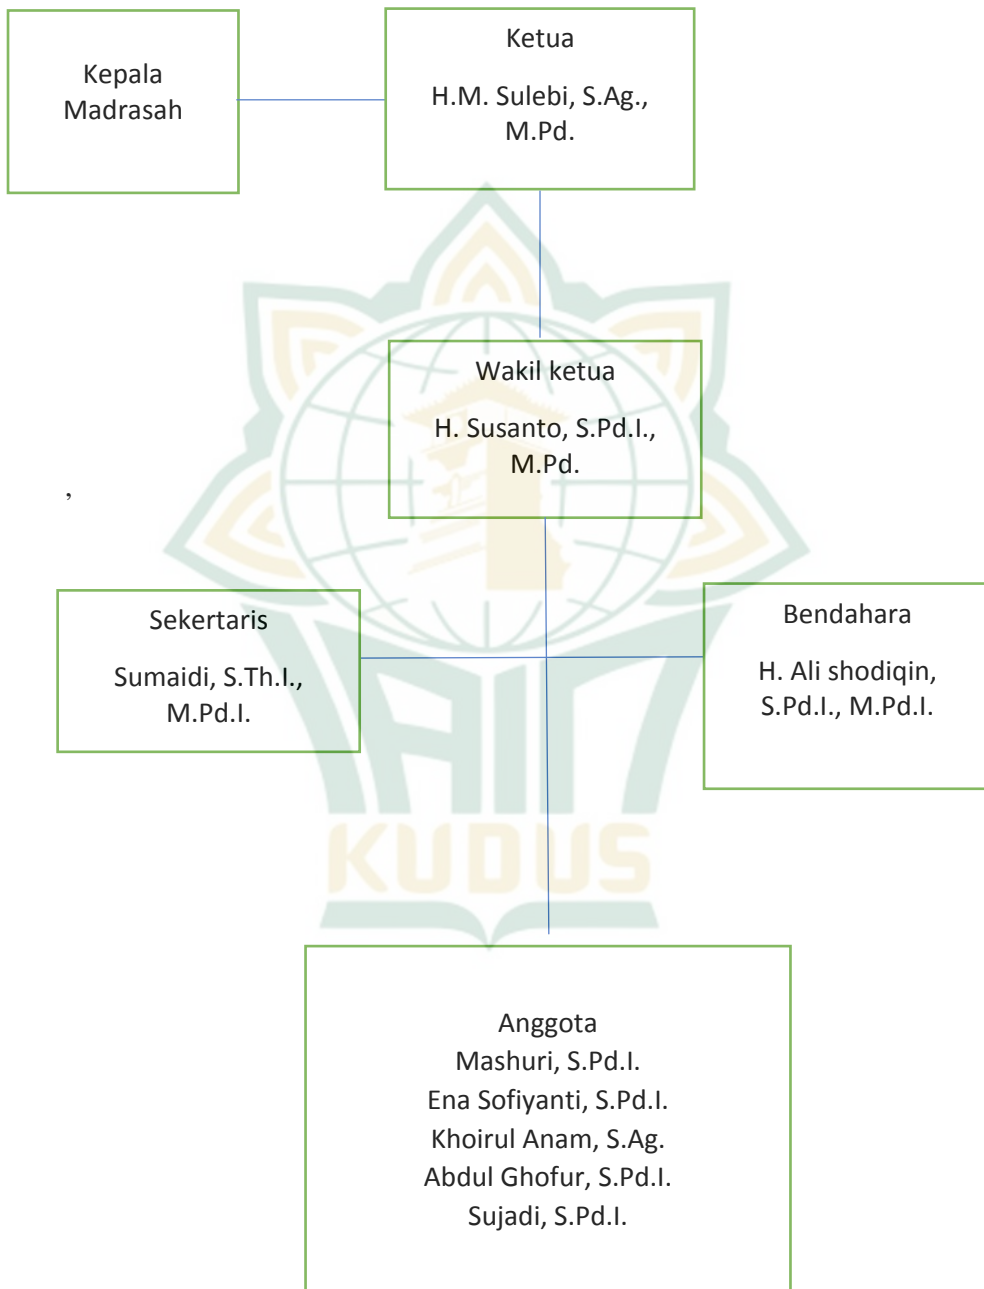 Kepala
Madrasah
Ketua
H.M. Sulebi, S.Ag.,
M.Pd.
Wakil ketua
H. Susanto, S.Pd.I.,
M.Pd.
,
Sekertaris
Sumaidi, S.Th.I.,
M.Pd.I.
Bendahara
H. Ali shodiqin,
S.Pd.I., M.Pd.I.
IAIN
KUDUS
Anggota
Mashuri, S.Pd.I.
Ena Sofiyanti, S.Pd.I.
Khoirul Anam, S.Ag.
Abdul Ghofur, S.Pd.I.
Sujadi, S.Pd.I.